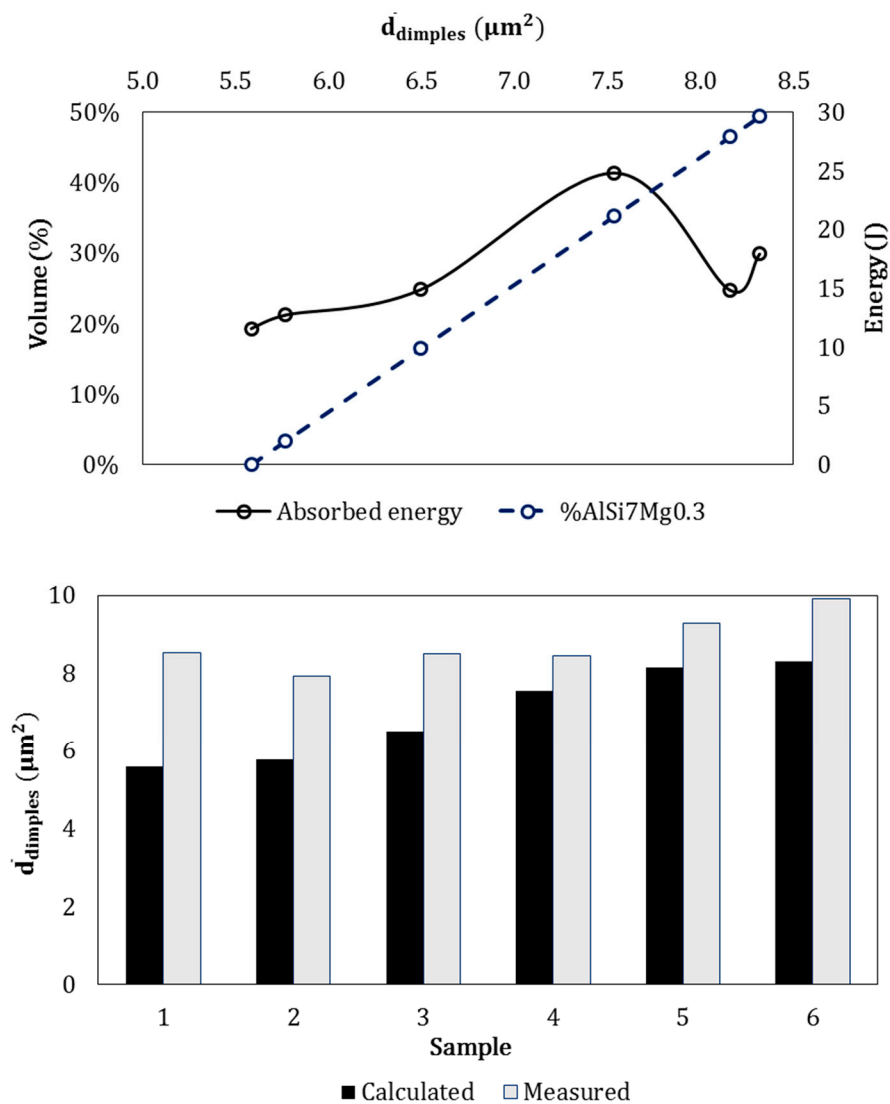 d̄dimples (μm²)
5.0 5.5 6.0 6.5 7.0 7.5 8.0 8.5
50% 30
40% 25
30% 20
20% 15
10% 10
0% 5
0
Volume (%)
Energy (J)
Absorbed energy %AlSi7Mg0.3
10
8
6
4
2
0
d̄dimples (μm²)
1 2 3 4 5 6
Sample
Calculated Measured